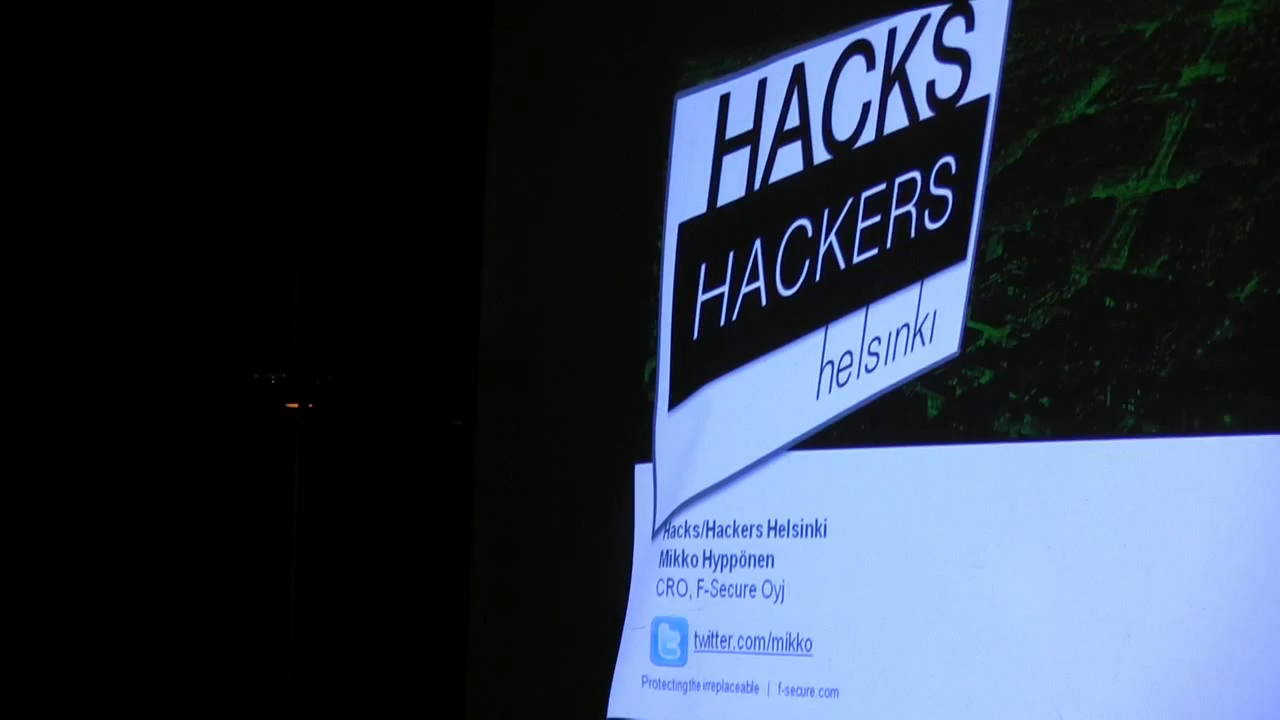 HACKS
HACKERS
helsinki
Hacks/Hackers Helsinki
Mikko Hyppönen
CRO, F-Secure Oyj
twitter.com/mikko
Protecting the irreplaceable | f-secure.com